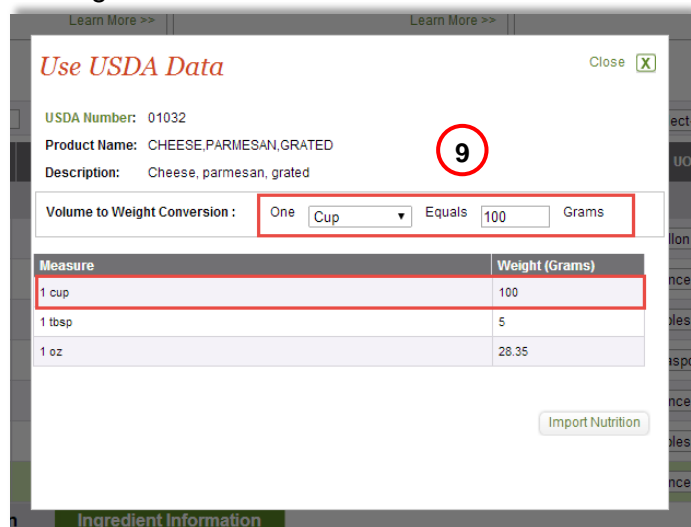 Learn More >> Learn More >>
Use USDA Data Close X
USDA Number: 01032
Product Name: CHEESE,PARMESAN,GRATED
9
Description: Cheese, parmesan, grated
Volume to Weight Conversion : One Cup Equals 100 Grams
Measure Weight (Grams)
1 cup 100
1 tbsp 5
1 oz 28.35
Import Nutrition
Ingredient Information